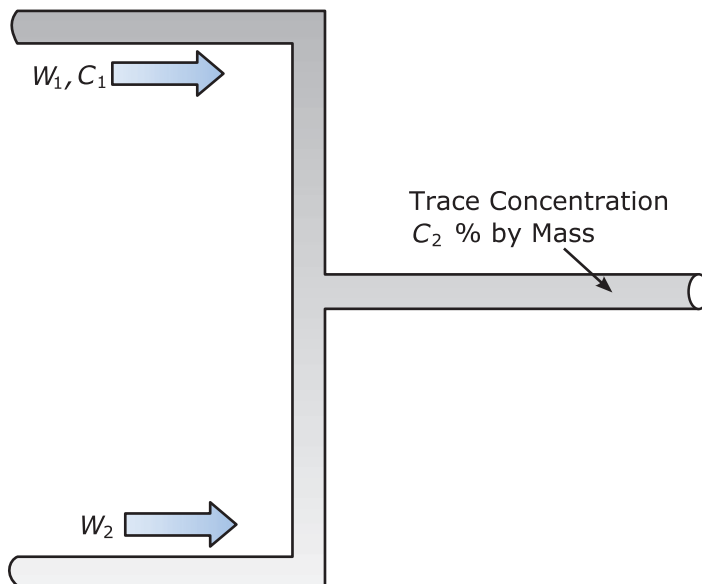 W₁, C₁
Trace Concentration
C₂ % by Mass
W₂